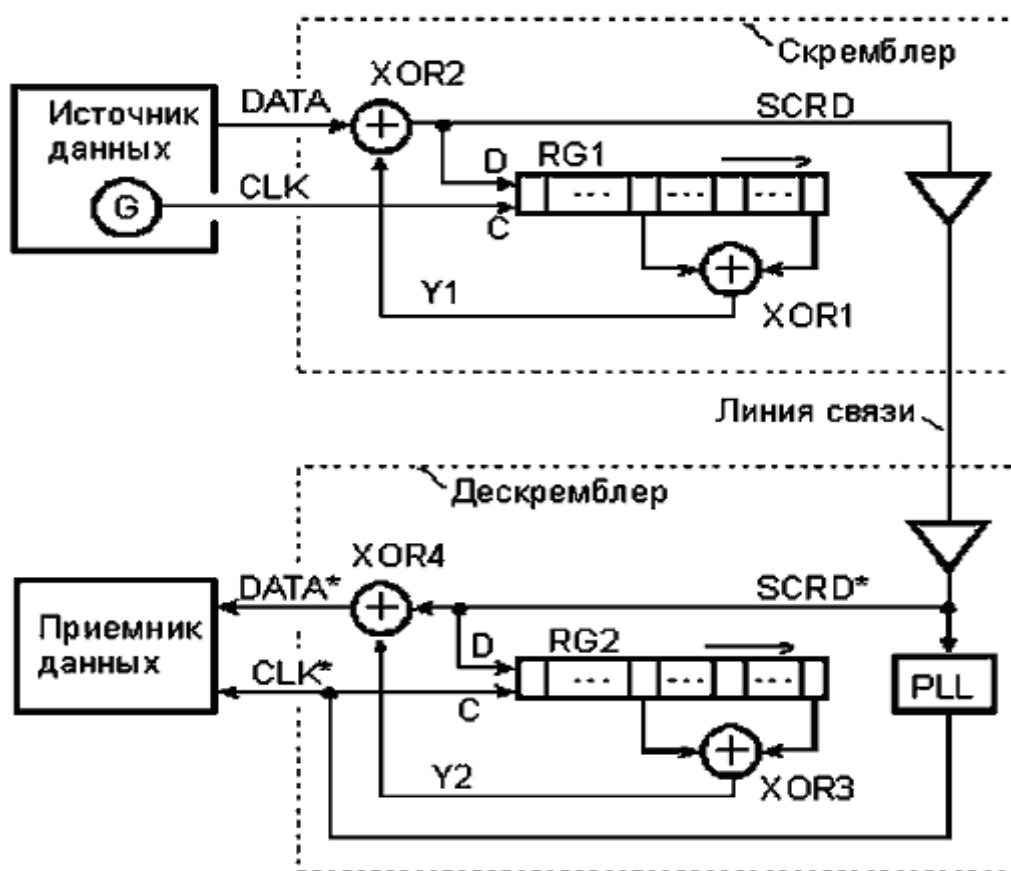 Скремблер
XOR2
DATA
SCRD
Источник
данных
RG1
D
CLK
G
C
Y1
XOR1
Линия связи
Дескремблер
XOR4
DATA*
SCRD*
Приемник
данных
RG2
D
CLK*
C
PLL
Y2
XOR3